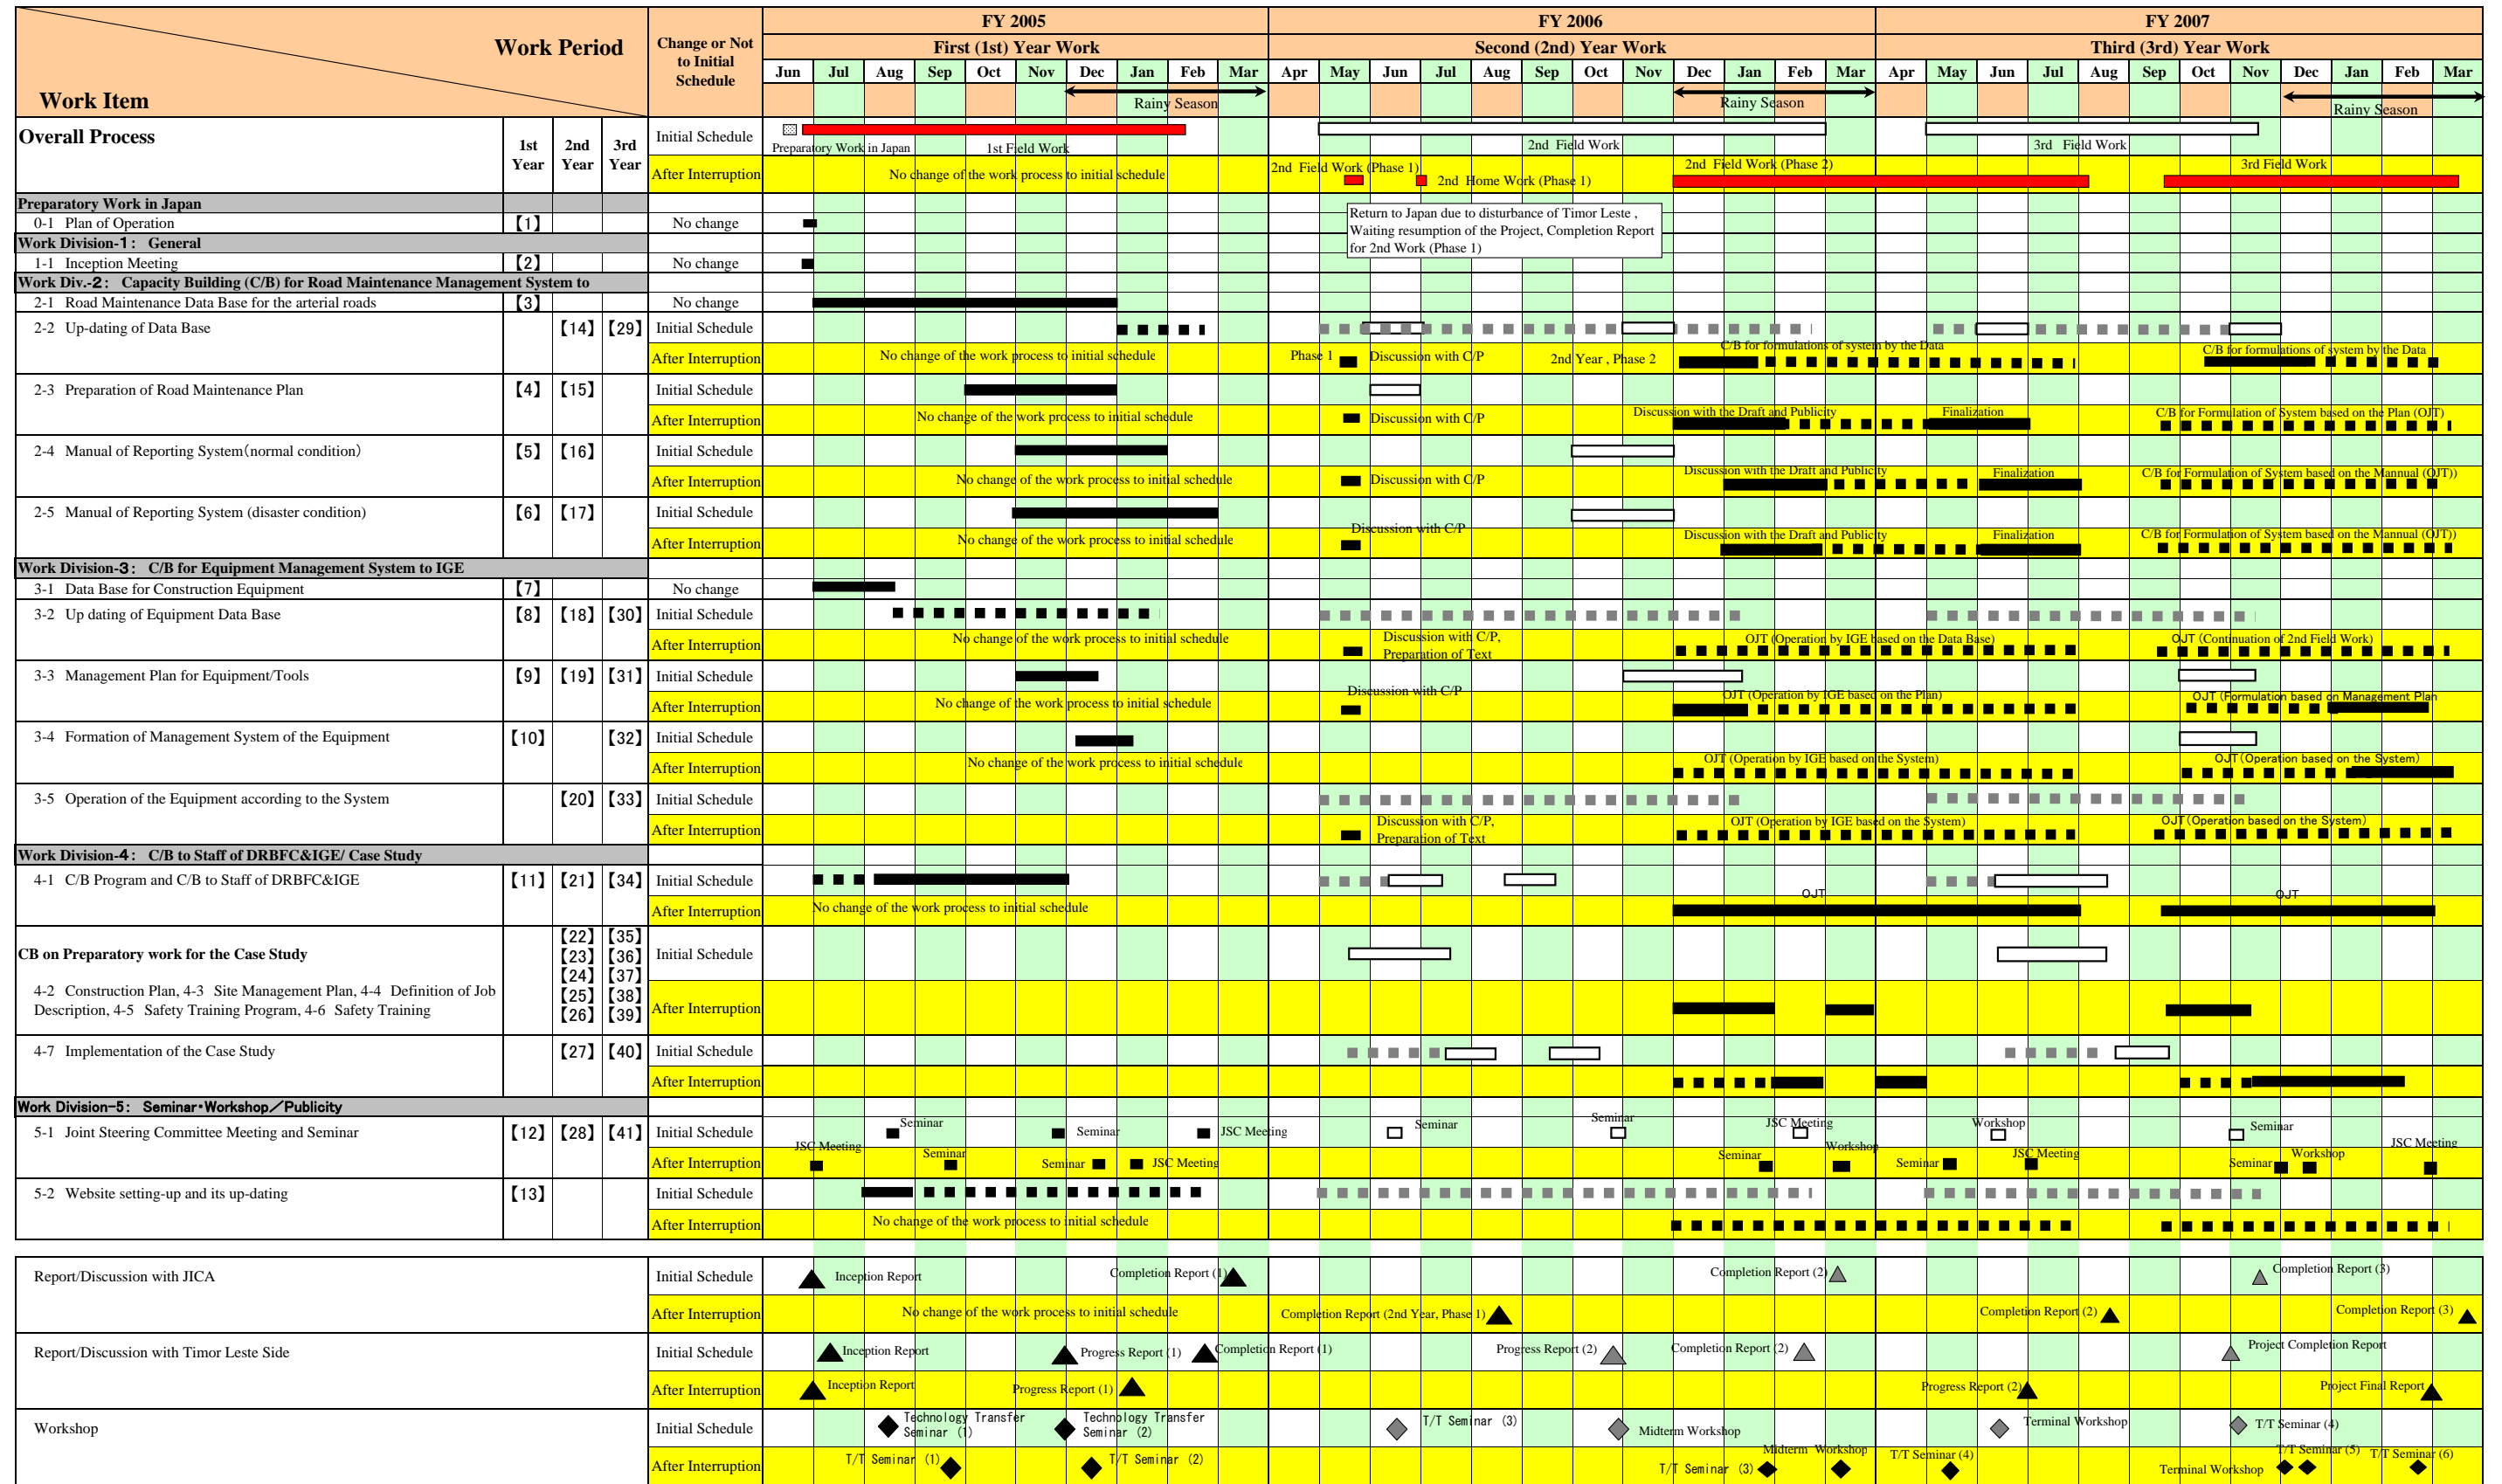 FY 2005 FY 2006 FY 2007
Work Period
Change or Not to Initial Schedule
First (1st) Year Work Second (2nd) Year Work Third (3rd) Year Work
Jun Jul Aug Sep Oct Nov Dec Jan Feb Mar Apr May Jun Jul Aug Sep Oct Nov Dec Jan Feb Mar Apr May Jun Jul Aug Sep Oct Nov Dec Jan Feb Mar
Work Item
Rainy Season Rainy Season Rainy Season
Overall Process 1st Year 2nd Year 3rd Year Initial Schedule
Preparatory Work in Japan 1st Field Work 2nd Field Work 3rd Field Work
After Interruption No change of the work process to initial schedule 2nd Field Work (Phase 1) 2nd Home Work (Phase 1) 2nd Field Work (Phase 2) 3rd Field Work
Preparatory Work in Japan
0-1 Plan of Operation 【1】 No change
Return to Japan due to disturbance of Timor Leste ,
Waiting resumption of the Project, Completion Report
for 2nd Work (Phase 1)
Work Division-1: General
1-1 Inception Meeting 【2】 No change
Work Div.-2: Capacity Building (C/B) for Road Maintenance Management System to
2-1 Road Maintenance Data Base for the arterial roads 【3】 No change
2-2 Up-dating of Data Base 【14】 【29】 Initial Schedule
After Interruption No change of the work process to initial schedule Phase 1 Discussion with C/P 2nd Year , Phase 2 C/B for formulations of system by the Data C/B for formulations of system by the Data
2-3 Preparation of Road Maintenance Plan 【4】 【15】 Initial Schedule
After Interruption No change of the work process to initial schedule Discussion with C/P Discussion with the Draft and Publicity Finalization C/B for Formulation of System based on the Plan (OJT)
2-4 Manual of Reporting System(normal condition) 【5】 【16】 Initial Schedule
After Interruption No change of the work process to initial schedule Discussion with C/P Discussion with the Draft and Publicity Finalization C/B for Formulation of System based on the Mannual (OJT))
2-5 Manual of Reporting System (disaster condition) 【6】 【17】 Initial Schedule
After Interruption No change of the work process to initial schedule Discussion with C/P Discussion with the Draft and Publicity Finalization C/B for Formulation of System based on the Mannual (OJT))
Work Division-3: C/B for Equipment Management System to IGE
3-1 Data Base for Construction Equipment 【7】 No change
3-2 Up dating of Equipment Data Base 【8】 【18】 【30】 Initial Schedule
After Interruption No change of the work process to initial schedule Discussion with C/P, Preparation of Text OJT (Operation by IGE based on the Data Base) OJT (Continuation of 2nd Field Work)
3-3 Management Plan for Equipment/Tools 【9】 【19】 【31】 Initial Schedule
After Interruption No change of the work process to initial schedule Discussion with C/P OJT (Operation by IGE based on the Plan) OJT (Formulation based on Management Plan
3-4 Formation of Management System of the Equipment 【10】 【32】 Initial Schedule
After Interruption No change of the work process to initial schedule OJT (Operation by IGE based on the System) OJT(Operation based on the System)
3-5 Operation of the Equipment according to the System 【20】 【33】 Initial Schedule
After Interruption Discussion with C/P, Preparation of Text OJT (Operation by IGE based on the System) OJT(Operation based on the System)
Work Division-4: C/B to Staff of DRBFC&IGE/ Case Study
4-1 C/B Program and C/B to Staff of DRBFC&IGE 【11】 【21】 【34】 Initial Schedule
After Interruption No change of the work process to initial schedule OJT OJT
【22】 【35】
CB on Preparatory work for the Case Study 【23】 【36】 Initial Schedule
【24】 【37】
4-2 Construction Plan, 4-3 Site Management Plan, 4-4 Definition of Job 【25】 【38】
Description, 4-5 Safety Training Program, 4-6 Safety Training 【26】 【39】 After Interruption
4-7 Implementation of the Case Study 【27】 【40】 Initial Schedule
After Interruption
Work Division-5: Seminar・Workshop/Publicity
5-1 Joint Steering Committee Meeting and Seminar 【12】 【28】 【41】 Initial Schedule Seminar Seminar JSC Meeting Seminar Seminar JSC Meeting Workshop Seminar
After Interruption JSC Meeting Seminar Seminar JSC Meeting Seminar Workshop Seminar JSC Meeting Seminar Workshop JSC Meeting
5-2 Website setting-up and its up-dating 【13】 Initial Schedule
After Interruption No change of the work process to initial schedule
Report/Discussion with JICA Initial Schedule Inception Report Completion Report (1) Completion Report (2) Completion Report (3)
After Interruption No change of the work process to initial schedule Completion Report (2nd Year, Phase 1) Completion Report (2) Completion Report (3)
Report/Discussion with Timor Leste Side Initial Schedule Inception Report Progress Report (1) Completion Report (1) Progress Report (2) Completion Report (2) Project Completion Report
After Interruption Inception Report Progress Report (1) Progress Report (2) Project Final Report
Workshop Initial Schedule Technology Transfer Seminar (1) Technology Transfer Seminar (2) T/T Seminar (3) Midterm Workshop Terminal Workshop T/T Seminar (4)
After Interruption T/T Seminar (1) T/T Seminar (2) T/T Seminar (3) Midterm Workshop T/T Seminar (4) Terminal Workshop T/T Seminar (5) T/T Seminar (6)